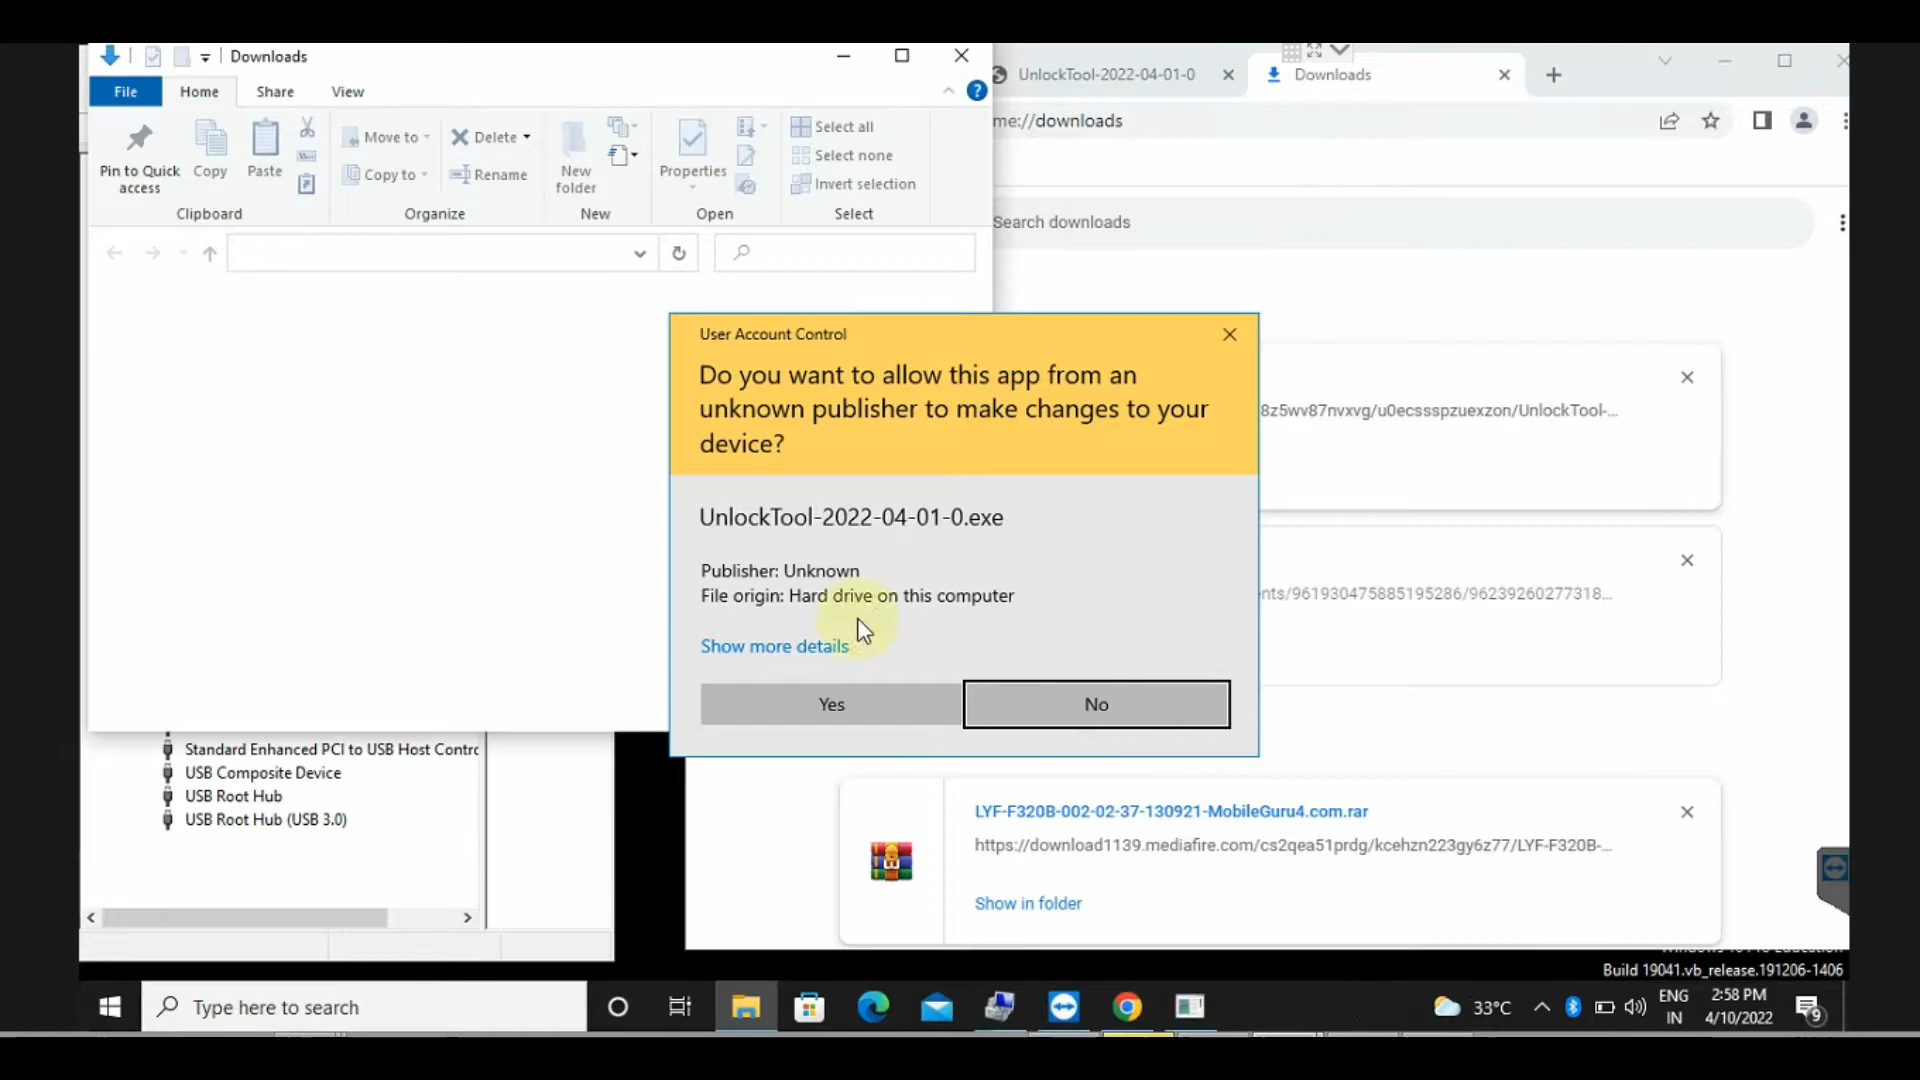 Downloads
File
Home
Share
View
Pin to Quick
access
Copy
Paste
Move to
Copy to
Delete
Rename
New
folder
Properties
Select all
Select none
Invert selection
Clipboard
Organize
New
Open
Select
UnlockTool-2022-04-01-0
Downloads
me://downloads
Search downloads
User Account Control
Do you want to allow this app from an
unknown publisher to make changes to your
device?
UnlockTool-2022-04-01-0.exe
Publisher: Unknown
File origin: Hard drive on this computer
Show more details
Yes
No
8z5wv87nvxvg/u0ecssspzuexzon/UnlockTool-...
nts/961930475885195286/96239260277318...
Standard Enhanced PCI to USB Host Contro
USB Composite Device
USB Root Hub
USB Root Hub (USB 3.0)
LYF-F320B-002-02-37-130921-MobileGuru4.com.rar
https://download1139.mediafire.com/cs2qea51prdg/kcehzn223gy6z77/LYF-F320B-...
Show in folder
Build 19041.vb_release.191206-1406
Type here to search
33°C
ENG
IN
2:58 PM
4/10/2022
9